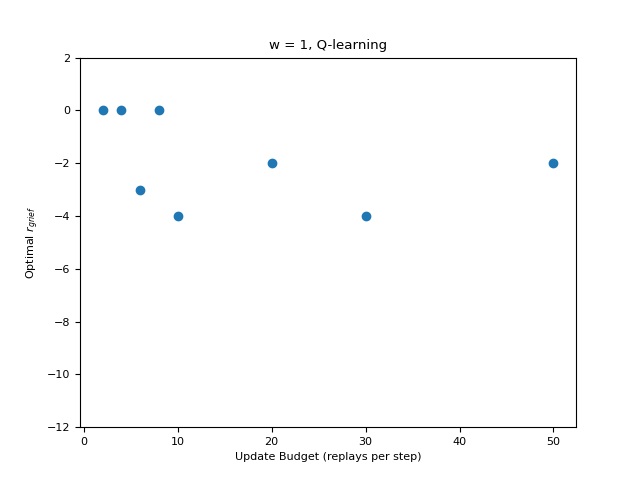 w = 1, Q-learning
2
0
−2
−4
−6
−8
−10
−12
Optimal r_grief
0 10 20 30 40 50
Update Budget (replays per step)